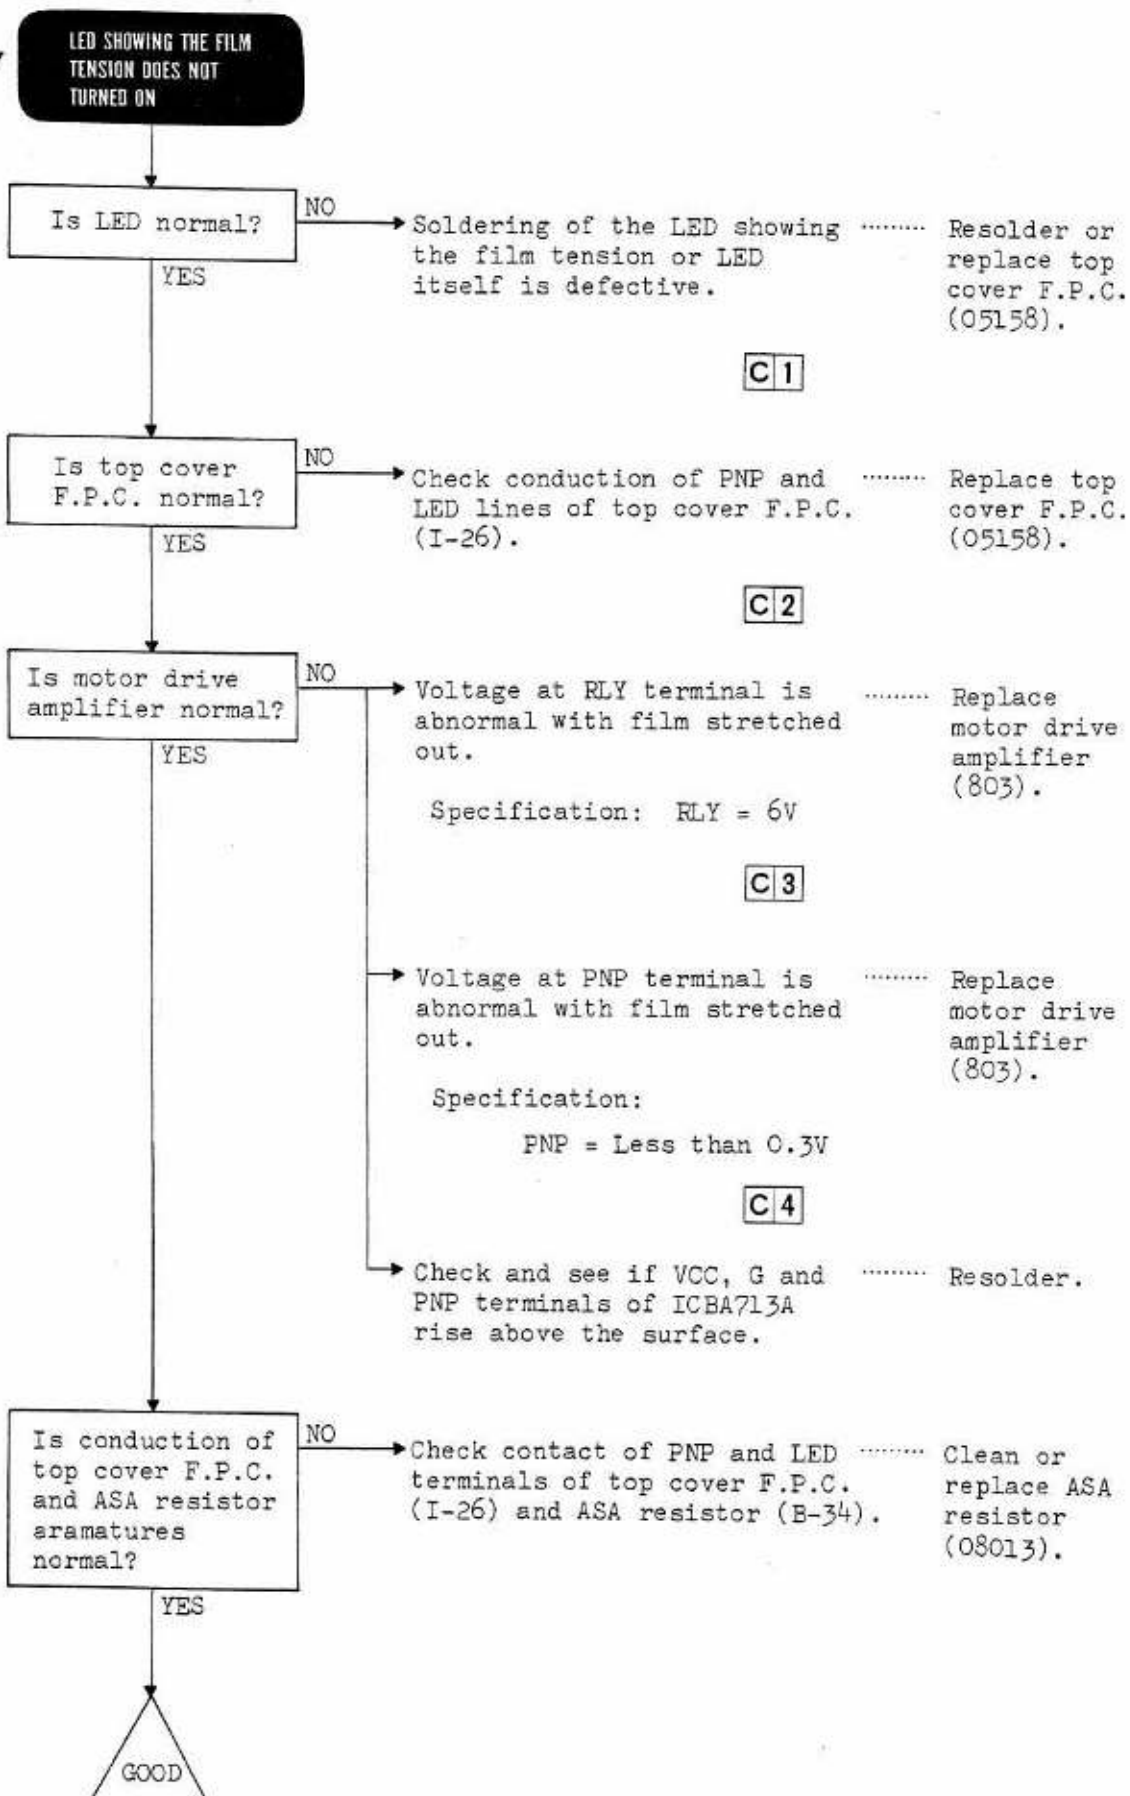 LED SHOWING THE FILM
TENSION DOES NOT
TURNED ON
Is LED normal?
NO
Soldering of the LED showing
the film tension or LED
itself is defective.
........ Resolder or
replace top
cover F.P.C.
(05158).
YES
C 1
Is top cover
F.P.C. normal?
NO
Check conduction of PNP and
LED lines of top cover F.P.C.
(I-26).
........ Replace top
cover F.P.C.
(05158).
YES
C 2
Is motor drive
amplifier normal?
NO
Voltage at RLY terminal is
abnormal with film stretched
out.
........ Replace
motor drive
amplifier
(803).
YES
Specification: RLY = 6V
C 3
Voltage at PNP terminal is
abnormal with film stretched
out.
........ Replace
motor drive
amplifier
(803).
Specification:
PNP = Less than 0.3V
C 4
Check and see if VCC, G and
PNP terminals of ICBA713A
rise above the surface.
........ Resolder.
Is conduction of
top cover F.P.C.
and ASA resistor
aramatures
normal?
NO
Check contact of PNP and LED
terminals of top cover F.P.C.
(I-26) and ASA resistor (B-34).
........ Clean or
replace ASA
resistor
(08013).
YES
GOOD